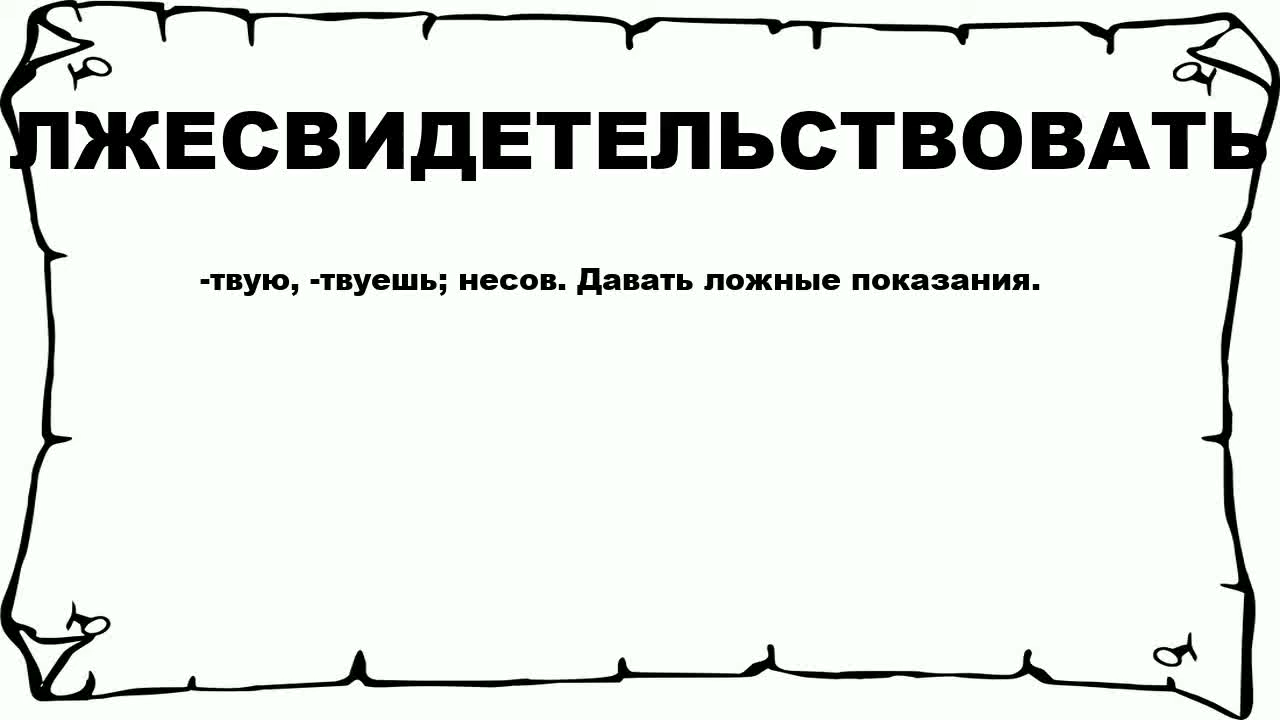 ЛЖЕСВИДЕТЕЛЬСТВОВАТЬ
-твую, -твуешь; несов. Давать ложные показания.